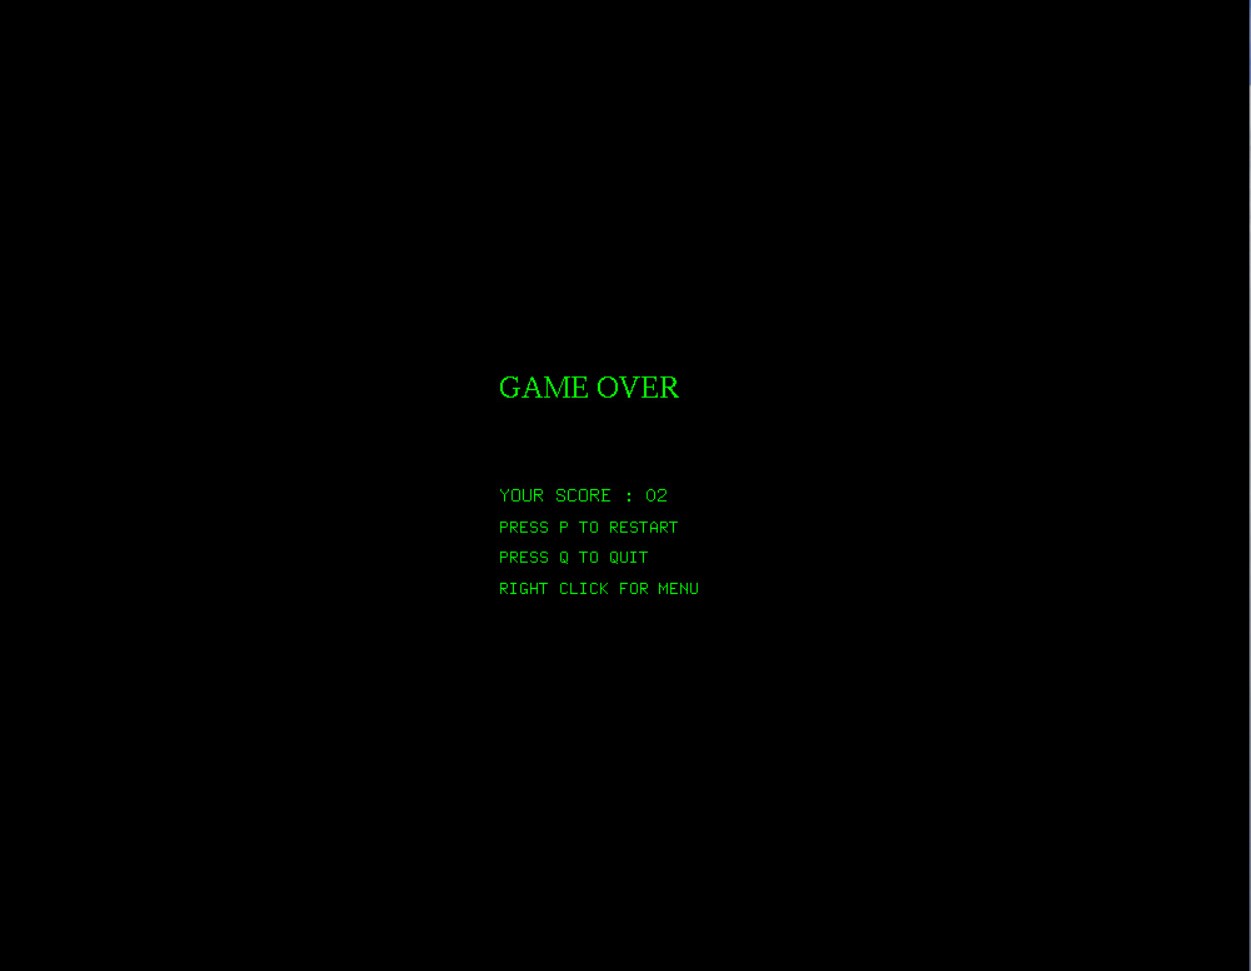 GAME OVER
YOUR SCORE : 02
PRESS P TO RESTART
PRESS Q TO QUIT
RIGHT CLICK FOR MENU